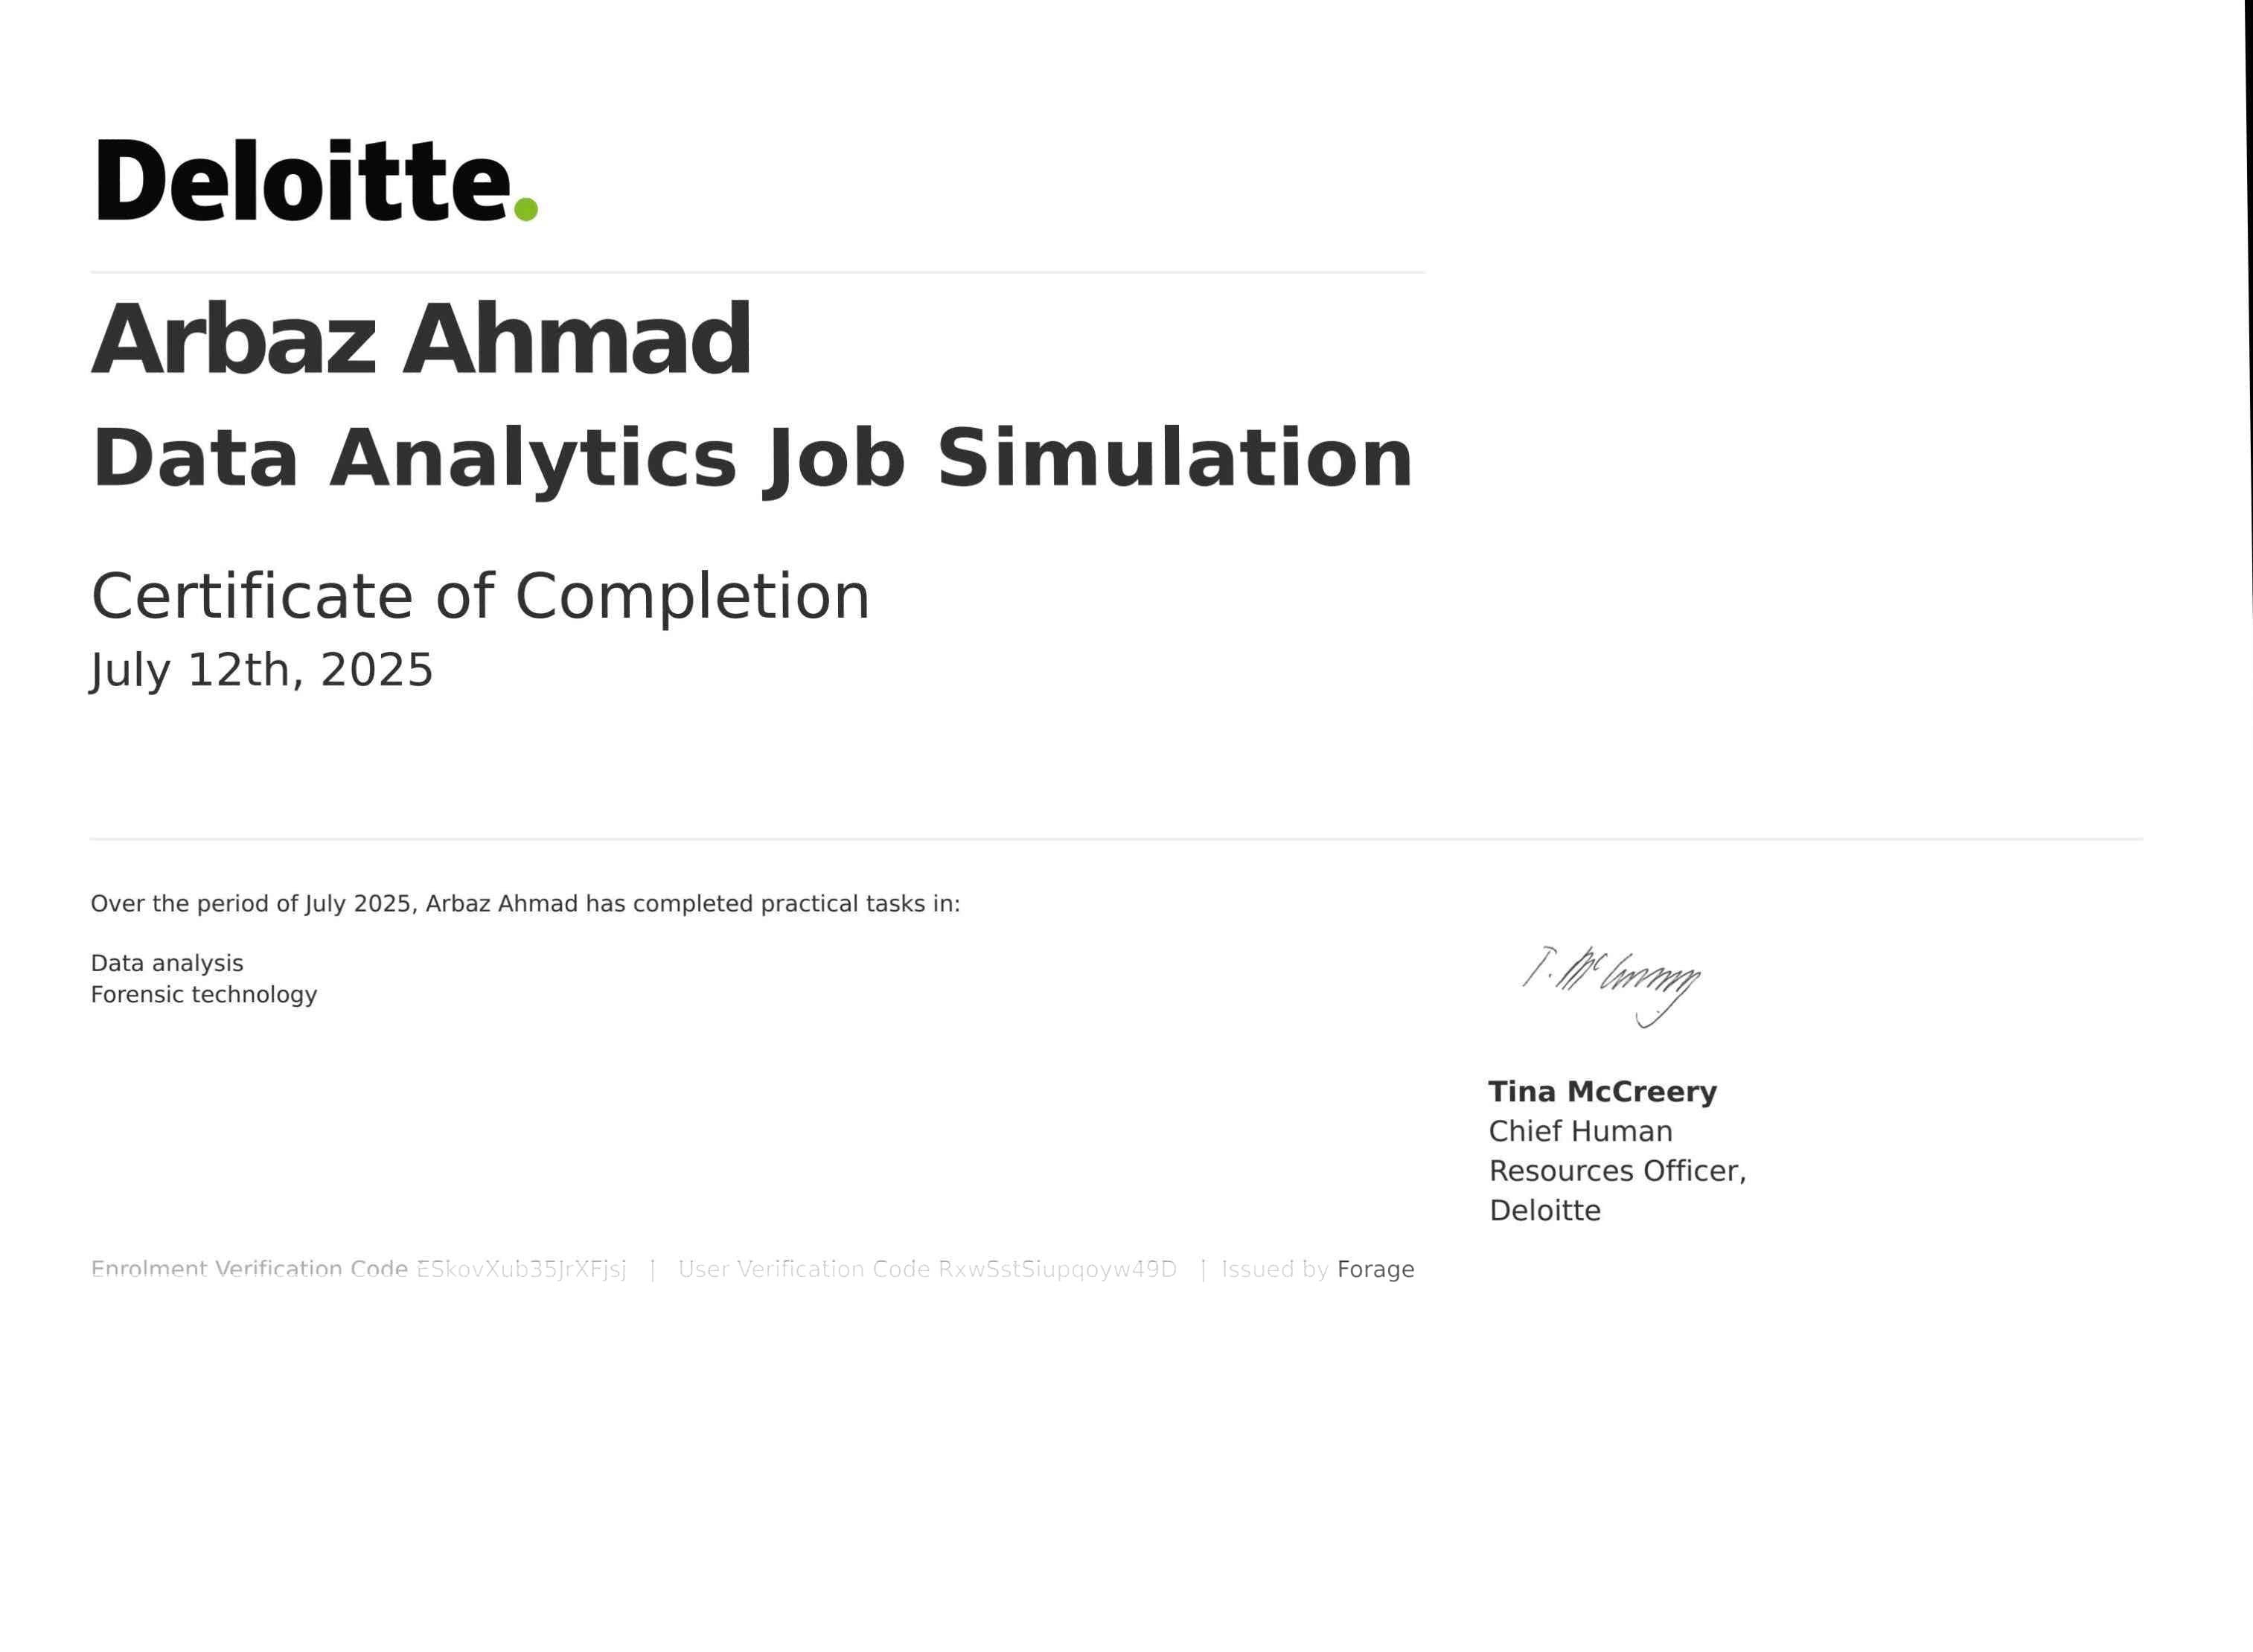 Deloitte.
Arbaz Ahmad
Data Analytics Job Simulation
Certificate of Completion
July 12th, 2025
Over the period of July 2025, Arbaz Ahmad has completed practical tasks in:
Data analysis
Forensic technology
T. McCreery
Tina McCreery
Chief Human
Resources Officer,
Deloitte
Enrolment Verification Code ESkovXub35JrXFjsj | User Verification Code RxwSstSiupqoyw49D | Issued by Forage